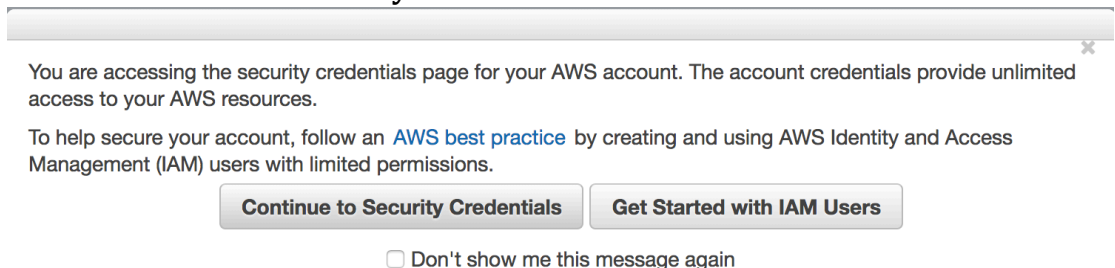 You are accessing the security credentials page for your AWS account. The account credentials provide unlimited
access to your AWS resources.
To help secure your account, follow an AWS best practice by creating and using AWS Identity and Access
Management (IAM) users with limited permissions.
Continue to Security Credentials Get Started with IAM Users
Don't show me this message again